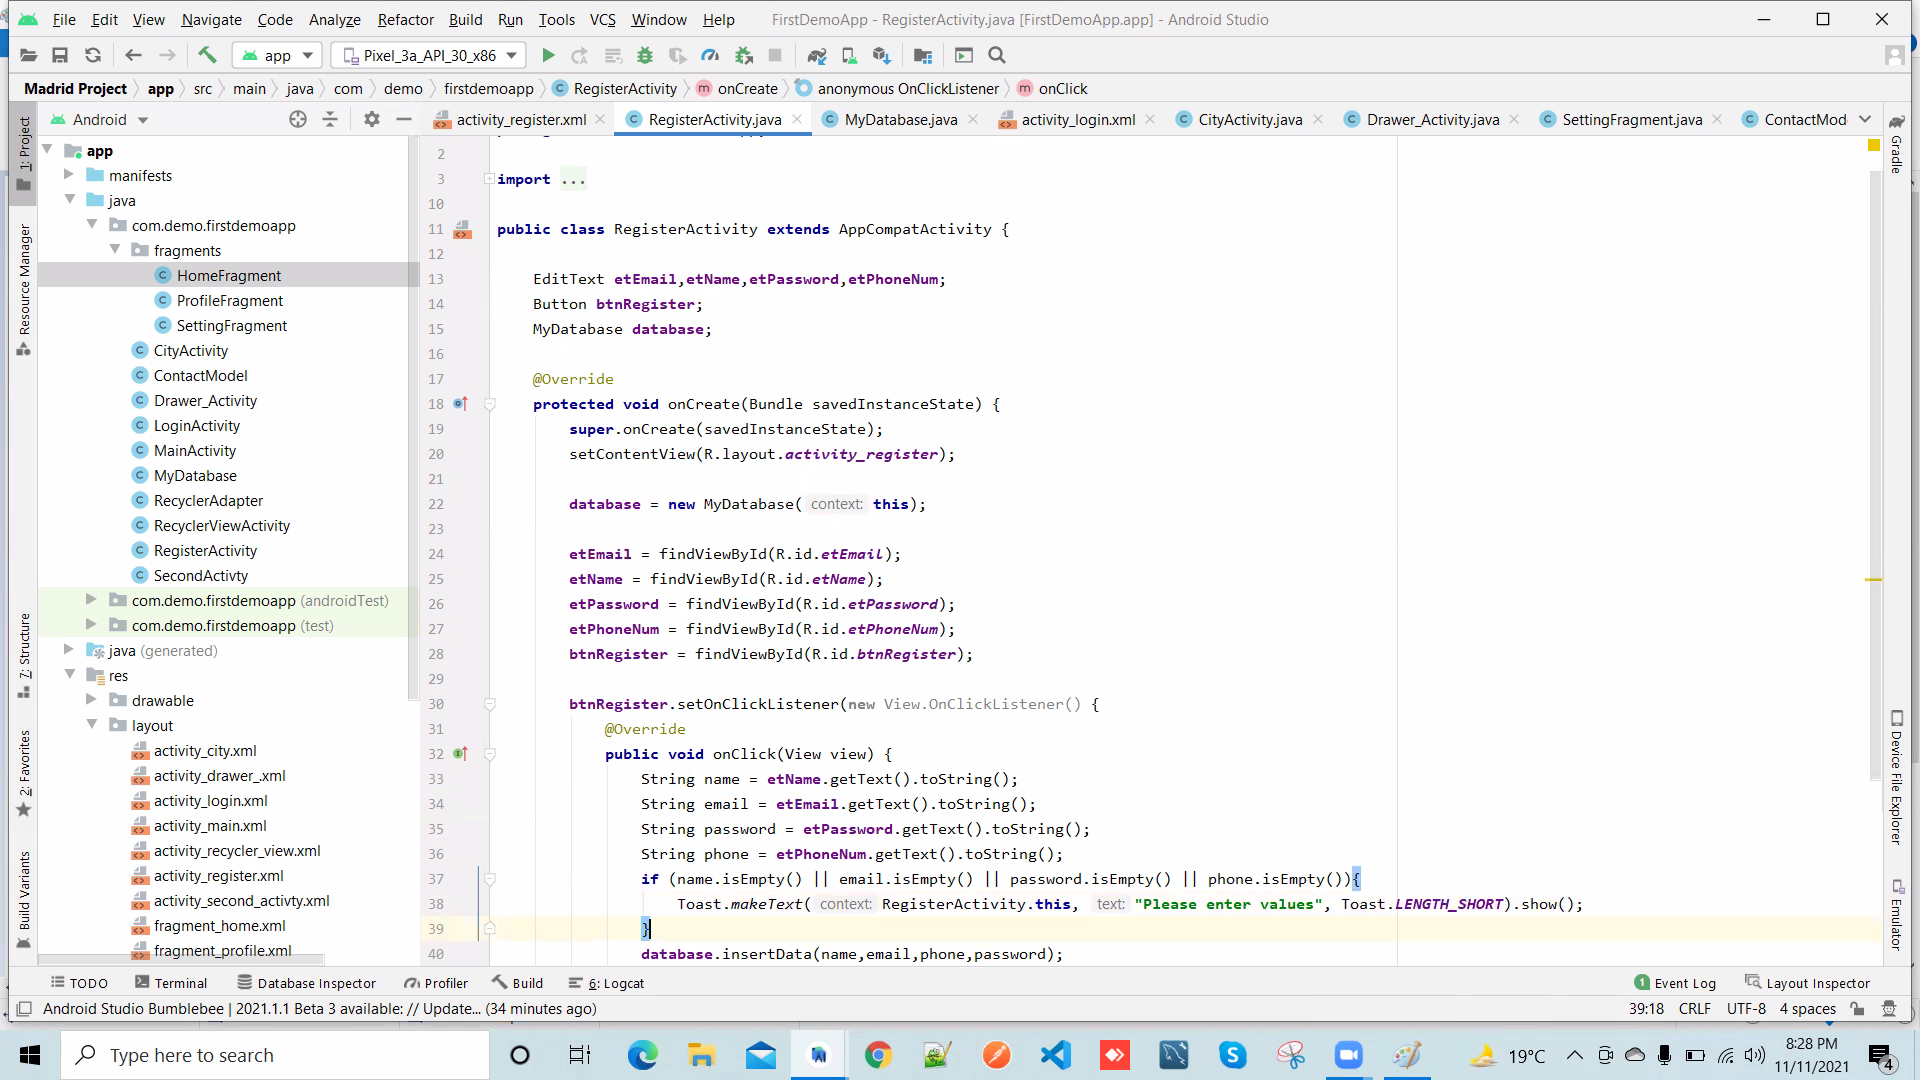 File Edit View Navigate Code Analyze Refactor Build Run Tools VCS Window Help FirstDemoApp - RegisterActivity.java [FirstDemoApp.app] - Android Studio
app Pixel_3a_API_30_x86
Madrid Project app src main java com demo firstdemoapp RegisterActivity onCreate anonymous OnClickListener onClick
Android activity_register.xml RegisterActivity.java MyDatabase.java activity_login.xml CityActivity.java Drawer_Activity.java SettingFragment.java ContactMod
1: Project
Resource Manager
7: Structure
2: Favorites
Build Variants
app
manifests
java
com.demo.firstdemoapp
fragments
HomeFragment
ProfileFragment
SettingFragment
CityActivity
ContactModel
Drawer_Activity
LoginActivity
MainActivity
MyDatabase
RecyclerAdapter
RecyclerViewActivity
RegisterActivity
SecondActivty
com.demo.firstdemoapp (androidTest)
com.demo.firstdemoapp (test)
java (generated)
res
drawable
layout
activity_city.xml
activity_drawer_.xml
activity_login.xml
activity_main.xml
activity_recycler_view.xml
activity_register.xml
activity_second_activty.xml
fragment_home.xml
fragment_profile.xml
2
3 import ...
10
11 public class RegisterActivity extends AppCompatActivity {
12
13 EditText etEmail,etName,etPassword,etPhoneNum;
14 Button btnRegister;
15 MyDatabase database;
16
17 @Override
18 protected void onCreate(Bundle savedInstanceState) {
19 super.onCreate(savedInstanceState);
20 setContentView(R.layout.activity_register);
21
22 database = new MyDatabase( context: this);
23
24 etEmail = findViewById(R.id.etEmail);
25 etName = findViewById(R.id.etName);
26 etPassword = findViewById(R.id.etPassword);
27 etPhoneNum = findViewById(R.id.etPhoneNum);
28 btnRegister = findViewById(R.id.btnRegister);
29
30 btnRegister.setOnClickListener(new View.OnClickListener() {
31 @Override
32 public void onClick(View view) {
33 String name = etName.getText().toString();
34 String email = etEmail.getText().toString();
35 String password = etPassword.getText().toString();
36 String phone = etPhoneNum.getText().toString();
37 if (name.isEmpty() || email.isEmpty() || password.isEmpty() || phone.isEmpty()){
38 Toast.makeText( context: RegisterActivity.this, text: "Please enter values", Toast.LENGTH_SHORT).show();
39 }
40 database.insertData(name,email,phone,password);
Gradle
Device File Explorer
Emulator
TODO Terminal Database Inspector Profiler Build 6: Logcat 1 Event Log Layout Inspector
Android Studio Bumblebee | 2021.1.1 Beta 3 available: // Update... (34 minutes ago) 39:18 CRLF UTF-8 4 spaces
Type here to search 19°C 8:28 PM
11/11/2021 4